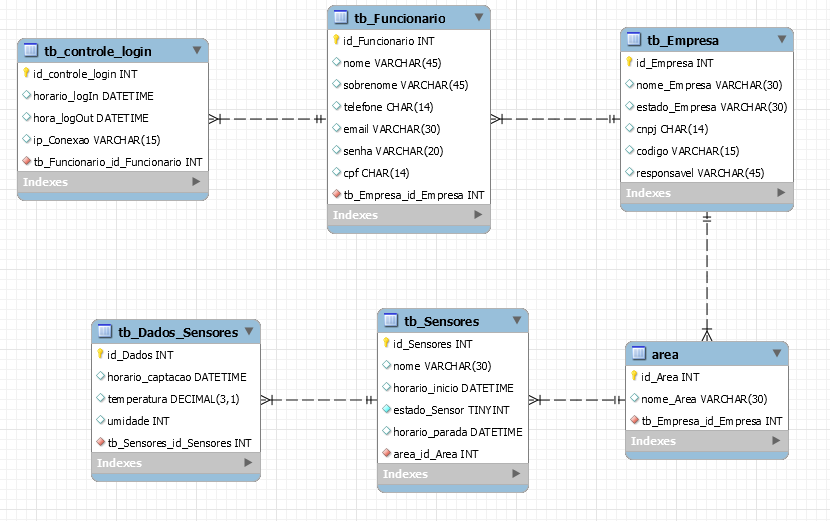 tb_controle_login
id_controle_login INT
horario_logIn DATETIME
hora_logOut DATETIME
ip_Conexao VARCHAR(15)
tb_Funcionario_id_Funcionario INT
Indexes
tb_Funcionario
id_Funcionario INT
nome VARCHAR(45)
sobrenome VARCHAR(45)
telefone CHAR(14)
email VARCHAR(30)
senha VARCHAR(20)
cpf CHAR(14)
tb_Empresa_id_Empresa INT
Indexes
tb_Empresa
id_Empresa INT
nome_Empresa VARCHAR(30)
estado_Empresa VARCHAR(30)
cnpj CHAR(14)
codigo VARCHAR(15)
responsavel VARCHAR(45)
Indexes
tb_Dados_Sensores
id_Dados INT
horario_captacao DATETIME
temperatura DECIMAL(3,1)
umidade INT
tb_Sensores_id_Sensores INT
Indexes
tb_Sensores
id_Sensores INT
nome VARCHAR(30)
horario_inicio DATETIME
estado_Sensor TINYINT
horario_parada DATETIME
area_id_Area INT
Indexes
area
id_Area INT
nome_Area VARCHAR(30)
tb_Empresa_id_Empresa INT
Indexes